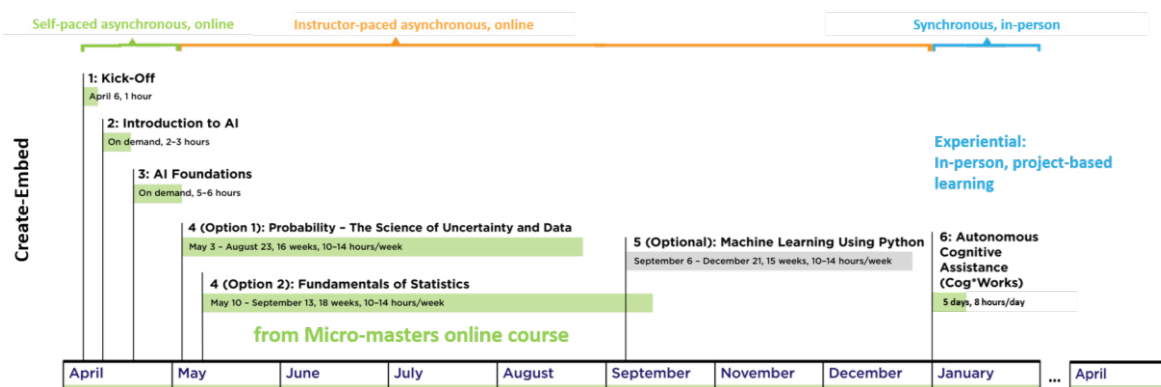 Self-paced asynchronous, online
Instructor-paced asynchronous, online
Synchronous, in-person
1: Kick-Off
April 6, 1 hour
2: Introduction to AI
On demand, 2–3 hours
3: AI Foundations
On demand, 5–6 hours
Create-Embed
Experiential:
In-person, project-based
learning
4 (Option 1): Probability – The Science of Uncertainty and Data
May 3 – August 23, 16 weeks, 10–14 hours/week
5 (Optional): Machine Learning Using Python
September 6 – December 21, 15 weeks, 10–14 hours/week
6: Autonomous
Cognitive
Assistance
(Cog*Works)
5 days, 8 hours/day
4 (Option 2): Fundamentals of Statistics
May 10 – September 13, 18 weeks, 10–14 hours/week
from Micro-masters online course
April May June July August September November December January ... April